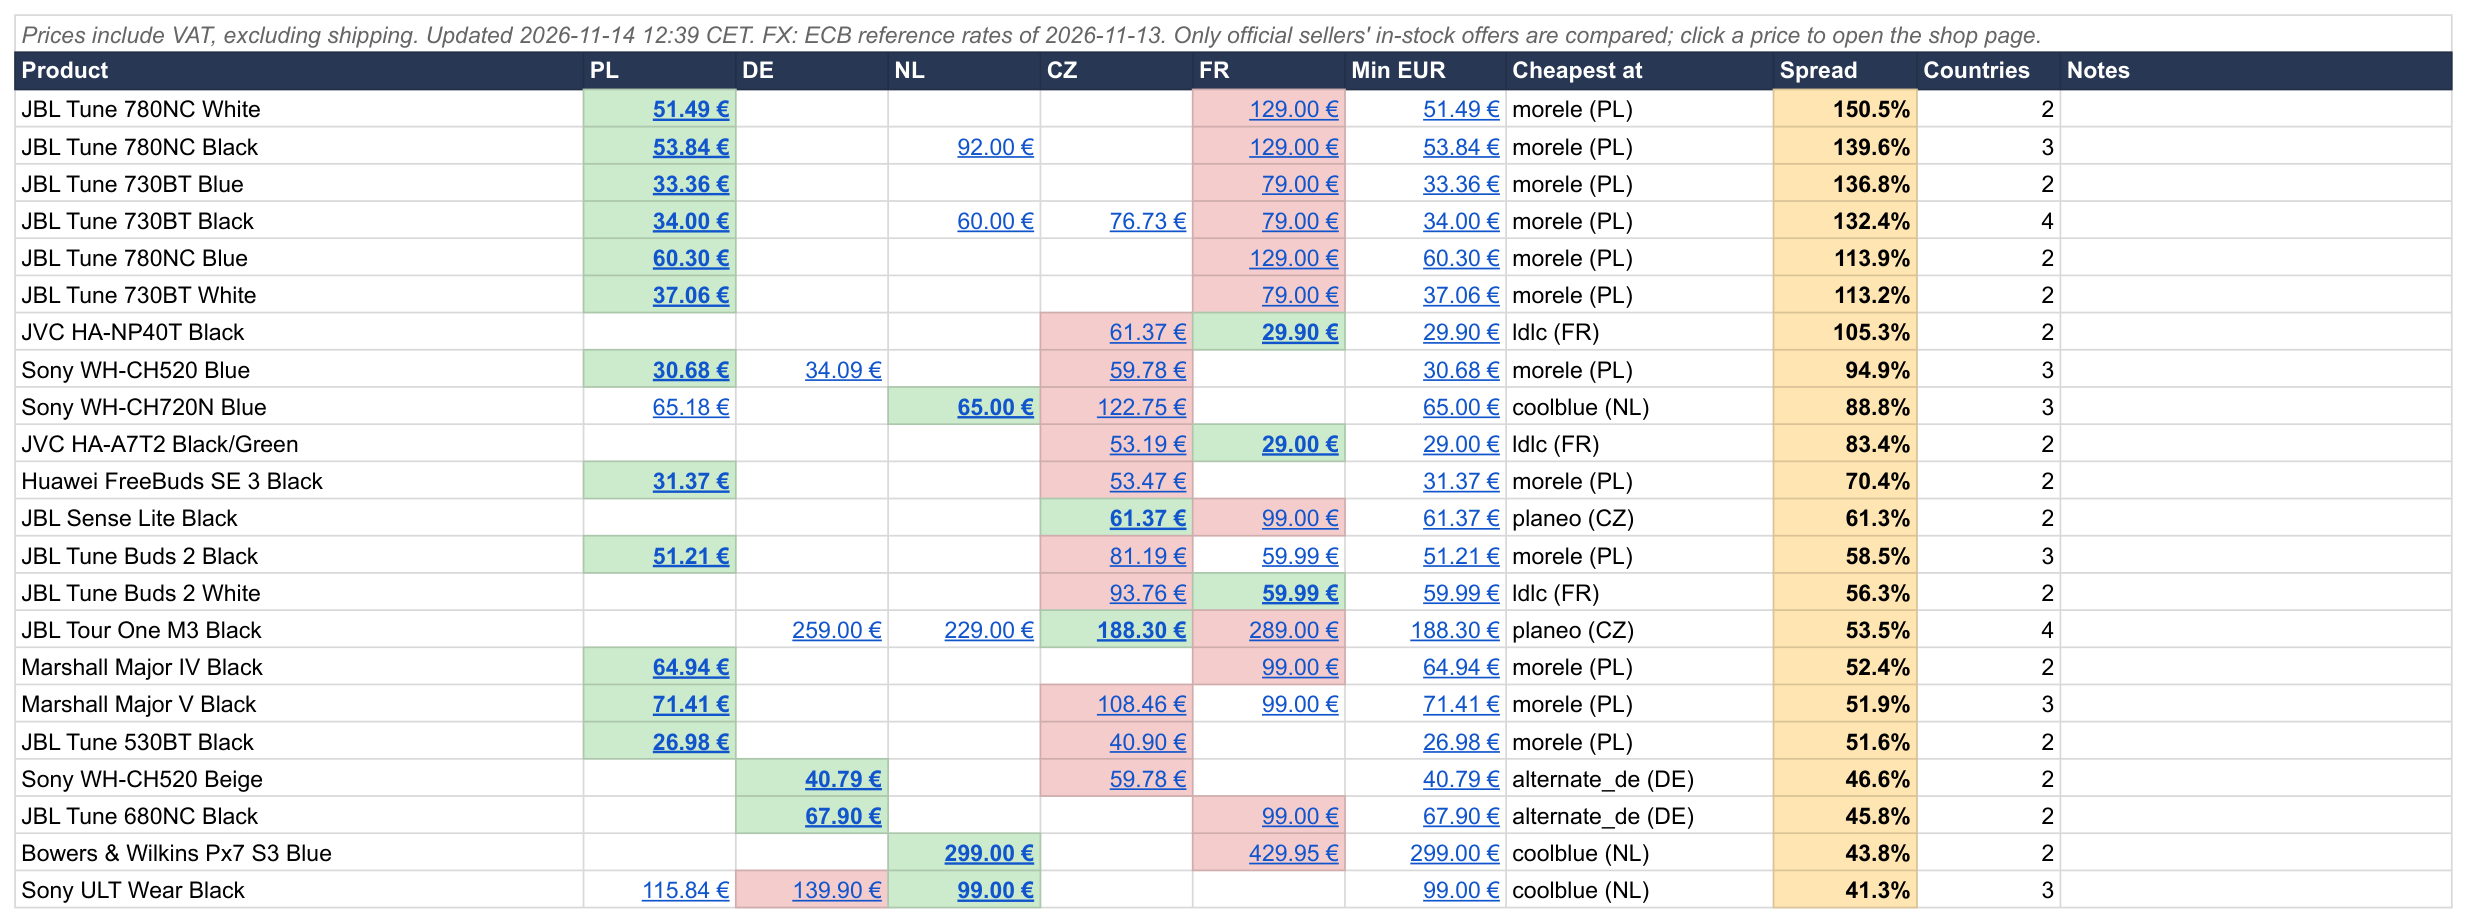 Prices include VAT, excluding shipping. Updated 2026-11-14 12:39 CET. FX: ECB reference rates of 2026-11-13. Only official sellers' in-stock offers are compared; click a price to open the shop page.
Product PL DE NL CZ FR Min EUR Cheapest at Spread Countries Notes
JBL Tune 780NC White 51.49 € 129.00 € 51.49 € morele (PL) 150.5% 2
JBL Tune 780NC Black 53.84 € 92.00 € 129.00 € 53.84 € morele (PL) 139.6% 3
JBL Tune 730BT Blue 33.36 € 79.00 € 33.36 € morele (PL) 136.8% 2
JBL Tune 730BT Black 34.00 € 60.00 € 76.73 € 79.00 € 34.00 € morele (PL) 132.4% 4
JBL Tune 780NC Blue 60.30 € 129.00 € 60.30 € morele (PL) 113.9% 2
JBL Tune 730BT White 37.06 € 79.00 € 37.06 € morele (PL) 113.2% 2
JVC HA-NP40T Black 61.37 € 29.90 € 29.90 € ldlc (FR) 105.3% 2
Sony WH-CH520 Blue 30.68 € 34.09 € 59.78 € 30.68 € morele (PL) 94.9% 3
Sony WH-CH720N Blue 65.18 € 65.00 € 122.75 € 65.00 € coolblue (NL) 88.8% 3
JVC HA-A7T2 Black/Green 53.19 € 29.00 € 29.00 € ldlc (FR) 83.4% 2
Huawei FreeBuds SE 3 Black 31.37 € 53.47 € 31.37 € morele (PL) 70.4% 2
JBL Sense Lite Black 61.37 € 99.00 € 61.37 € planeo (CZ) 61.3% 2
JBL Tune Buds 2 Black 51.21 € 81.19 € 59.99 € 51.21 € morele (PL) 58.5% 3
JBL Tune Buds 2 White 93.76 € 59.99 € 59.99 € ldlc (FR) 56.3% 2
JBL Tour One M3 Black 259.00 € 229.00 € 188.30 € 289.00 € 188.30 € planeo (CZ) 53.5% 4
Marshall Major IV Black 64.94 € 99.00 € 64.94 € morele (PL) 52.4% 2
Marshall Major V Black 71.41 € 108.46 € 99.00 € 71.41 € morele (PL) 51.9% 3
JBL Tune 530BT Black 26.98 € 40.90 € 26.98 € morele (PL) 51.6% 2
Sony WH-CH520 Beige 40.79 € 59.78 € 40.79 € alternate_de (DE) 46.6% 2
JBL Tune 680NC Black 67.90 € 99.00 € 67.90 € alternate_de (DE) 45.8% 2
Bowers & Wilkins Px7 S3 Blue 299.00 € 429.95 € 299.00 € coolblue (NL) 43.8% 2
Sony ULT Wear Black 115.84 € 139.90 € 99.00 € 99.00 € coolblue (NL) 41.3% 3